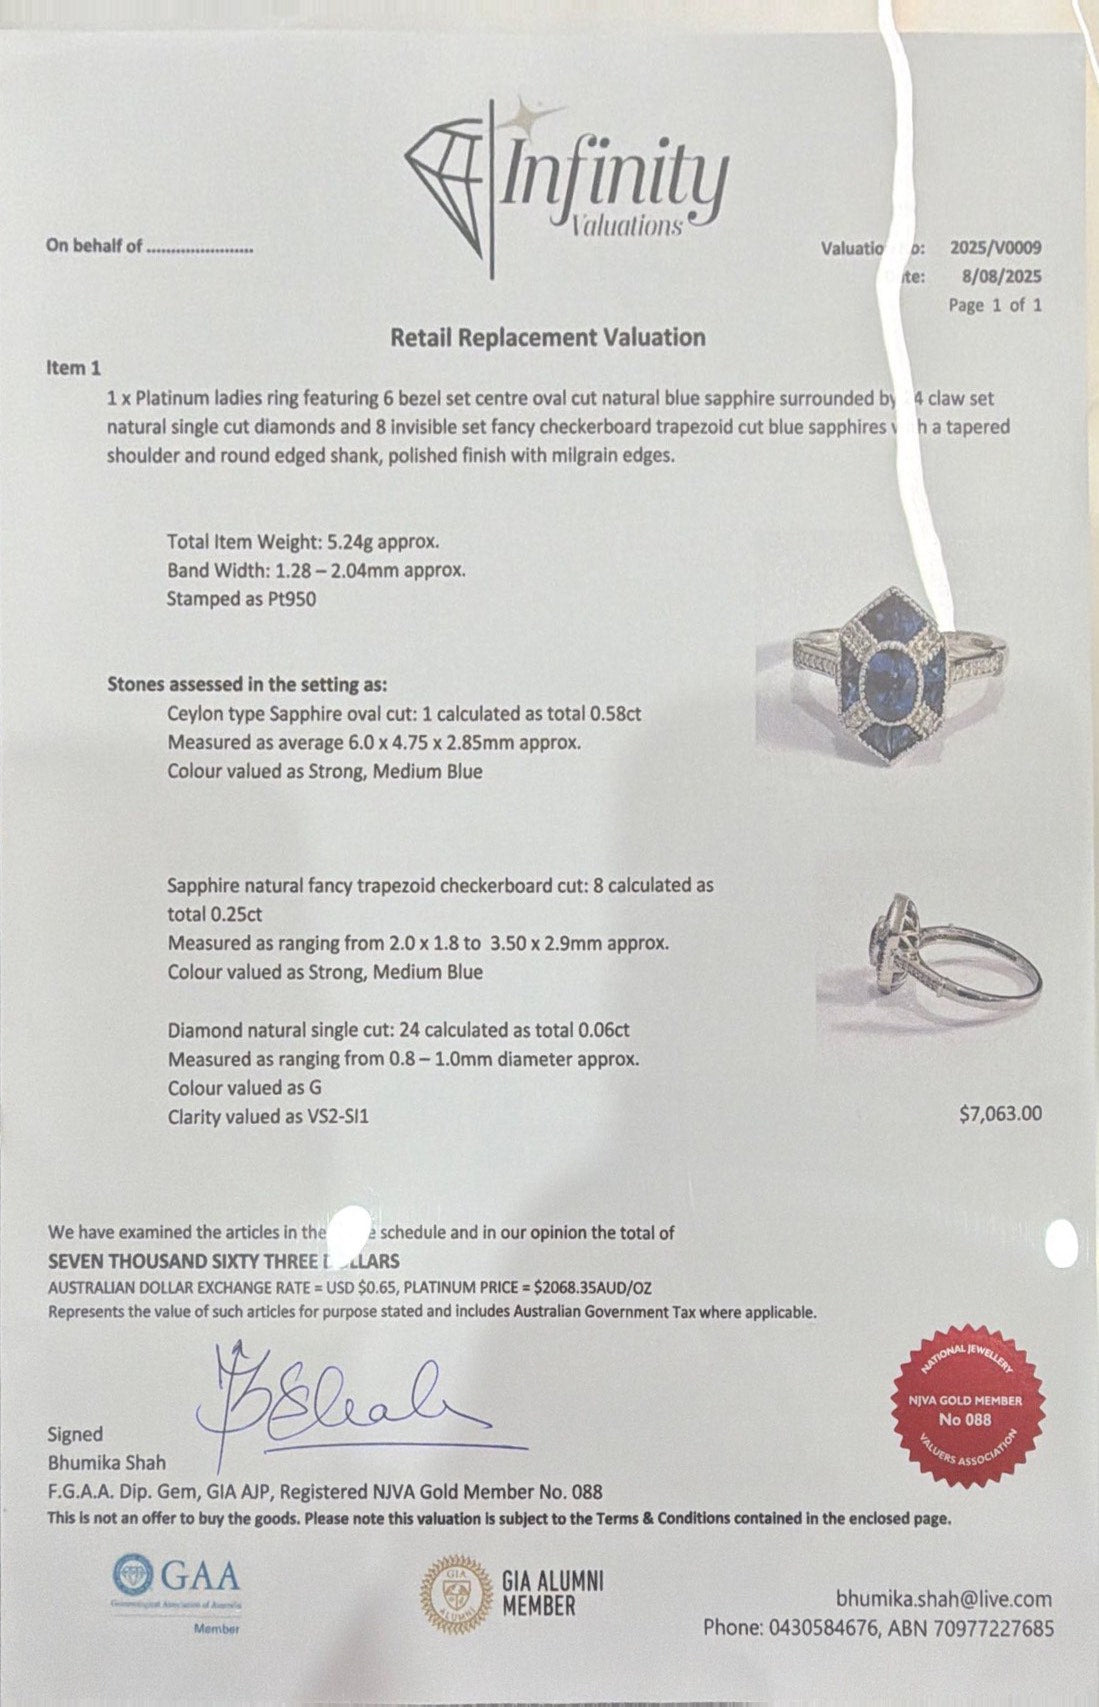 Infinity
Valuations
On behalf of ......................
Valuatio o: 2025/V0009
te: 8/08/2025
Page 1 of 1
Retail Replacement Valuation
Item 1
1 x Platinum ladies ring featuring 6 bezel set centre oval cut natural blue sapphire surrounded by 4 claw set
natural single cut diamonds and 8 invisible set fancy checkerboard trapezoid cut blue sapphires w h a tapered
shoulder and round edged shank, polished finish with milgrain edges.
Total Item Weight: 5.24g approx.
Band Width: 1.28 – 2.04mm approx.
Stamped as Pt950
Stones assessed in the setting as:
Ceylon type Sapphire oval cut: 1 calculated as total 0.58ct
Measured as average 6.0 x 4.75 x 2.85mm approx.
Colour valued as Strong, Medium Blue
Sapphire natural fancy trapezoid checkerboard cut: 8 calculated as
total 0.25ct
Measured as ranging from 2.0 x 1.8 to 3.50 x 2.9mm approx.
Colour valued as Strong, Medium Blue
Diamond natural single cut: 24 calculated as total 0.06ct
Measured as ranging from 0.8 – 1.0mm diameter approx.
Colour valued as G
Clarity valued as VS2-SI1
$7,063.00
We have examined the articles in the schedule and in our opinion the total of
SEVEN THOUSAND SIXTY THREE D LLARS
AUSTRALIAN DOLLAR EXCHANGE RATE = USD $0.65, PLATINUM PRICE = $2068.35AUD/OZ
Represents the value of such articles for purpose stated and includes Australian Government Tax where applicable.
NATIONAL JEWELLERY
NJVA GOLD MEMBER
No 088
VALUERS ASSOCIATION
BShah
Signed
Bhumika Shah
F.G.A.A. Dip. Gem, GIA AJP, Registered NJVA Gold Member No. 088
This is not an offer to buy the goods. Please note this valuation is subject to the Terms & Conditions contained in the enclosed page.
GAA
Gemmological Association of Australia
Member
GIA
ALUMNI
GIA ALUMNI
MEMBER
bhumika.shah@live.com
Phone: 0430584676, ABN 70977227685